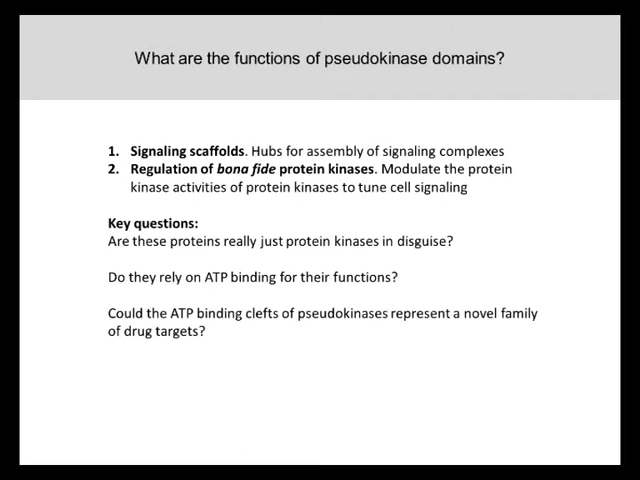 What are the functions of pseudokinase domains?
1. Signaling scaffolds. Hubs for assembly of signaling complexes
2. Regulation of bona fide protein kinases. Modulate the protein
kinase activities of protein kinases to tune cell signaling
Key questions:
Are these proteins really just protein kinases in disguise?
Do they rely on ATP binding for their functions?
Could the ATP binding clefts of pseudokinases represent a novel family
of drug targets?